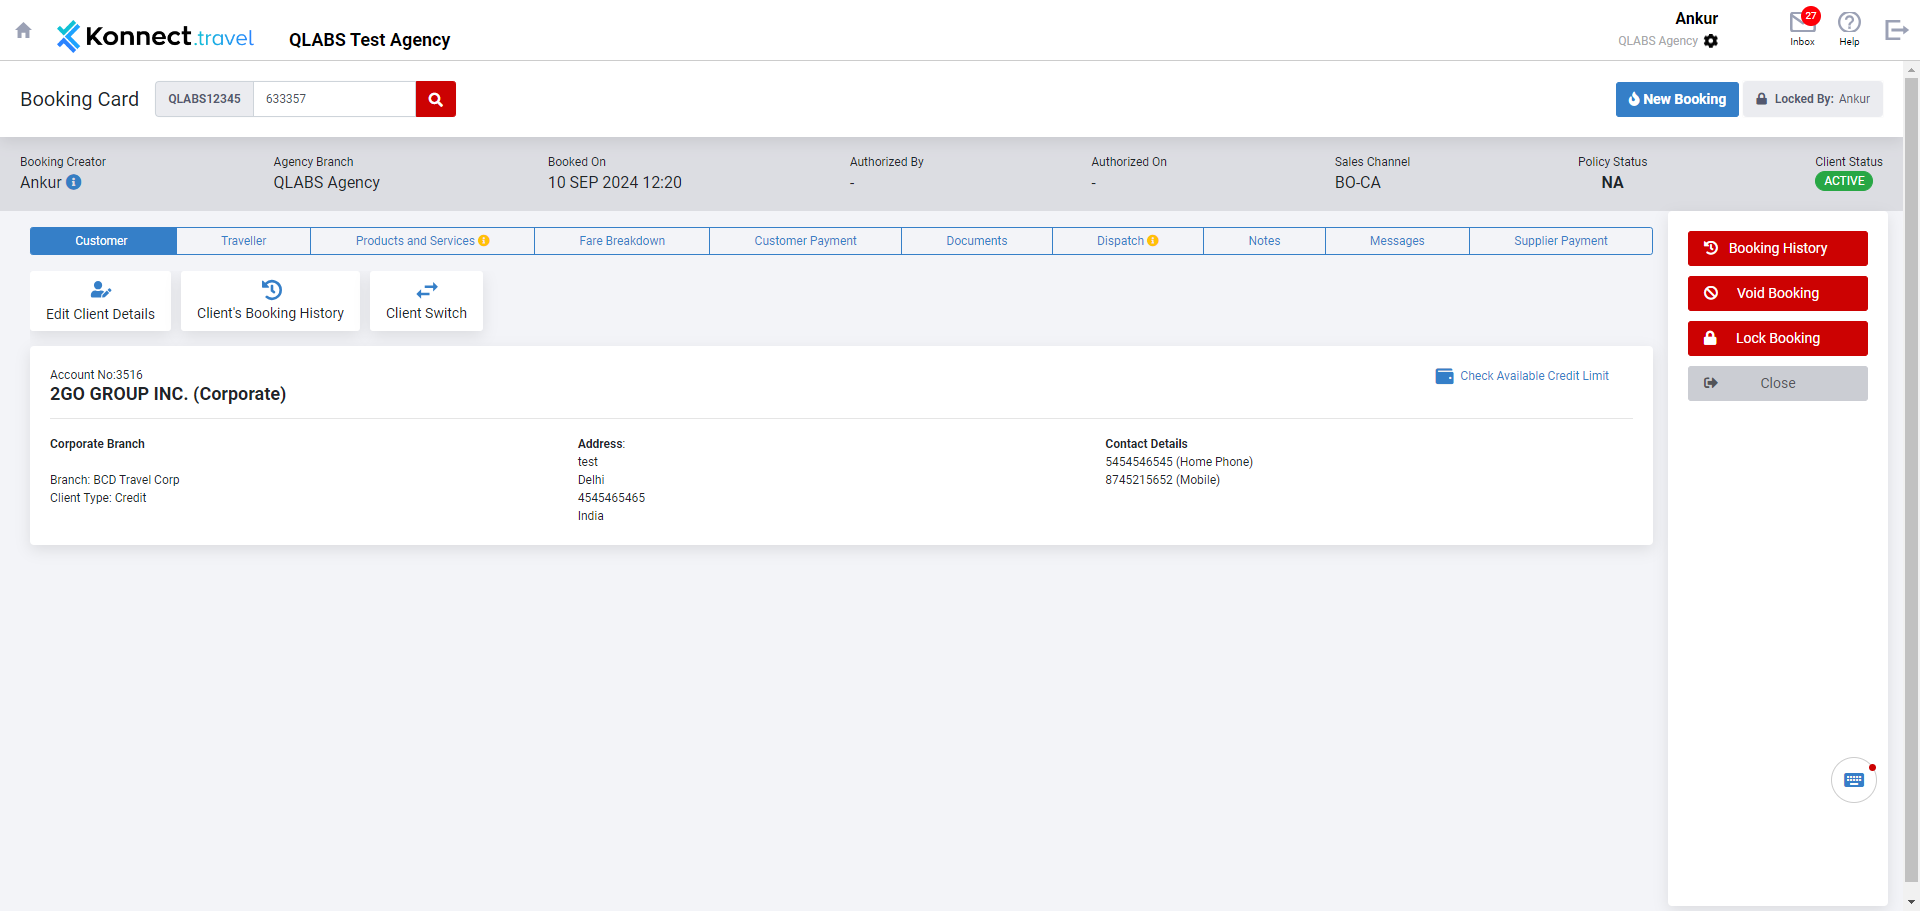 Konnect.travel
QLABS Test Agency
Ankur
QLABS Agency
27
Inbox
Help
Booking Card
QLABS12345
633357
New Booking
Locked By: Ankur
Booking Creator
Ankur
Agency Branch
QLABS Agency
Booked On
10 SEP 2024 12:20
Authorized By
-
Authorized On
-
Sales Channel
BO-CA
Policy Status
NA
Client Status
ACTIVE
Customer
Traveller
Products and Services
Fare Breakdown
Customer Payment
Documents
Dispatch
Notes
Messages
Supplier Payment
Booking History
Void Booking
Lock Booking
Close
Edit Client Details
Client's Booking History
Client Switch
Account No:3516
2GO GROUP INC. (Corporate)
Check Available Credit Limit
Corporate Branch
Branch: BCD Travel Corp
Client Type: Credit
Address:
test
Delhi
4545465465
India
Contact Details
5454546545 (Home Phone)
8745215652 (Mobile)